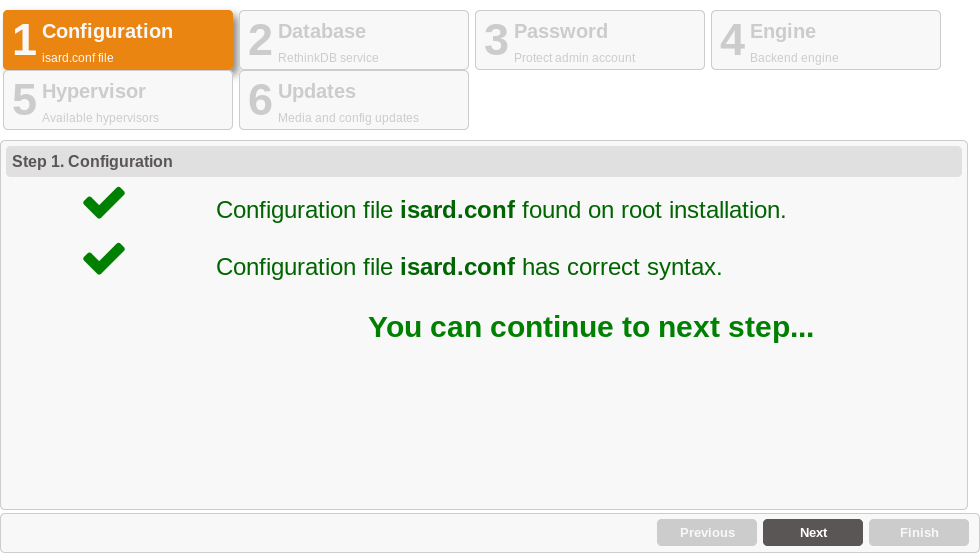 1 Configuration
isard.conf file
2 Database
RethinkDB service
3 Password
Protect admin account
4 Engine
Backend engine
5 Hypervisor
Available hypervisors
6 Updates
Media and config updates
Step 1. Configuration
Configuration file isard.conf found on root installation.
Configuration file isard.conf has correct syntax.
You can continue to next step...
Previous
Next
Finish